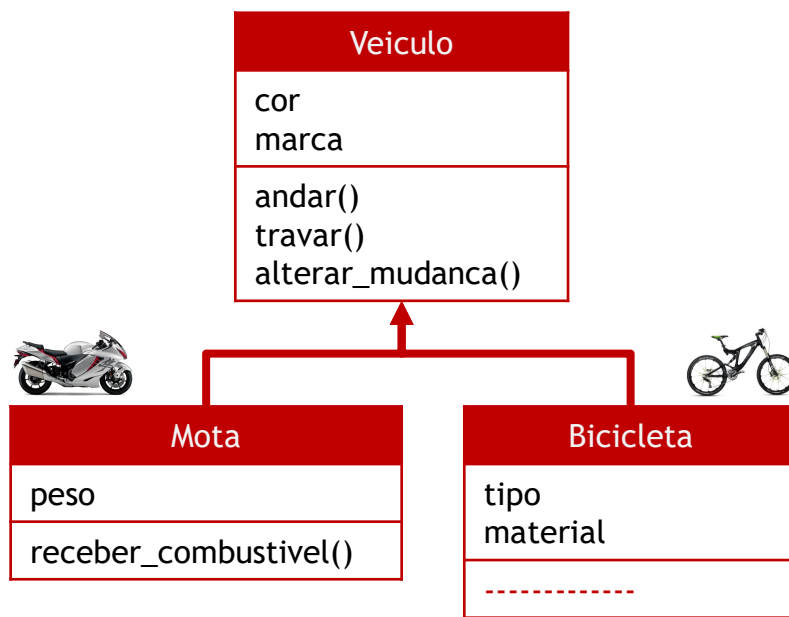 Veiculo
cor
marca
andar()
travar()
alterar_mudanca()
Mota
peso
receber_combustivel()
Bicicleta
tipo
material
-------------